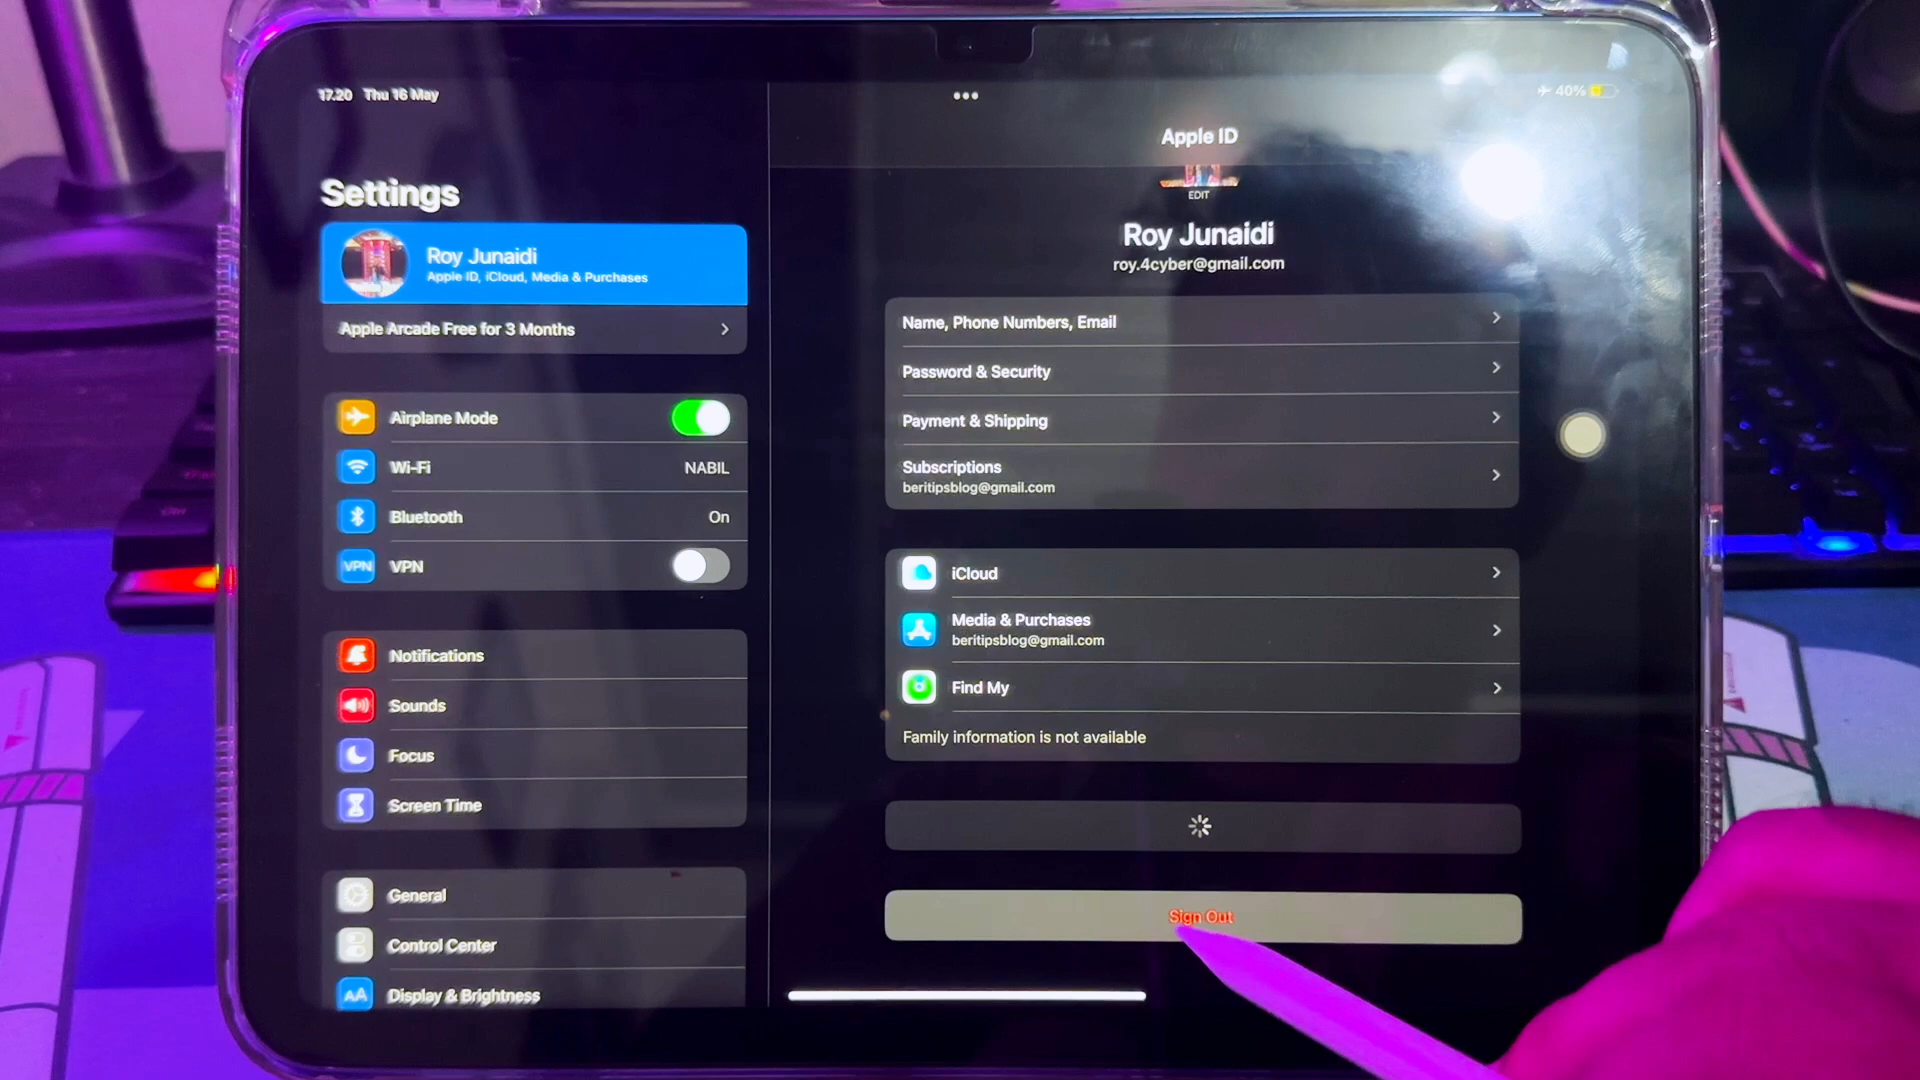 17.20 Thu 16 May
40%
Settings
Roy Junaidi
Apple ID, iCloud, Media & Purchases
Apple Arcade Free for 3 Months
Airplane Mode
Wi-Fi NABIL
Bluetooth On
VPN VPN
Notifications
Sounds
Focus
Screen Time
General
Control Center
AA Display & Brightness
Apple ID
EDIT
Roy Junaidi
roy.4cyber@gmail.com
Name, Phone Numbers, Email
Password & Security
Payment & Shipping
Subscriptions
beritipsblog@gmail.com
iCloud
Media & Purchases
beritipsblog@gmail.com
Find My
Family information is not available
Sign Out